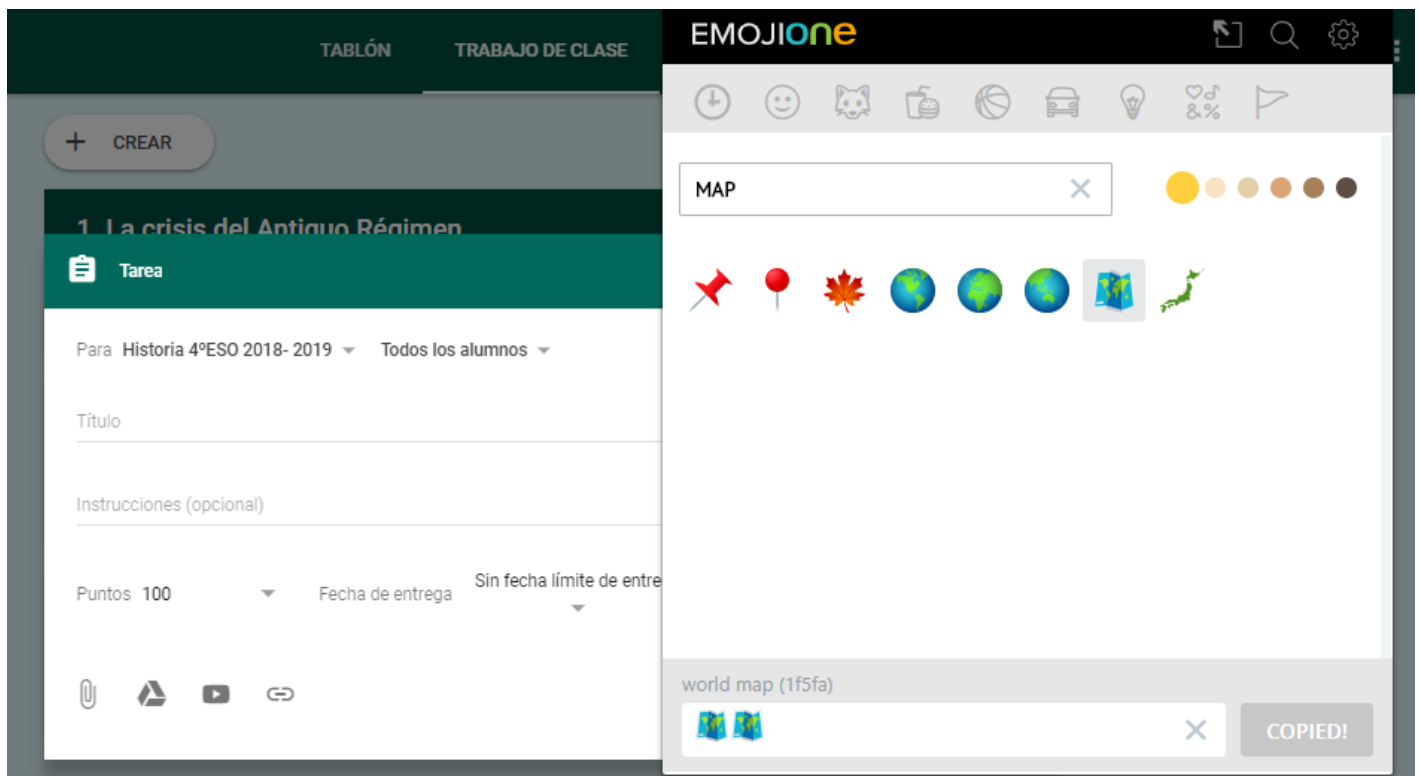 TABLÓN
TRABAJO DE CLASE
+ CREAR
1. La crisis del Antiguo Régimen
Tarea
Para Historia 4ºESO 2018- 2019 Todos los alumnos
Título
Instrucciones (opcional)
Puntos 100
Fecha de entrega
Sin fecha límite de entre
EMOJIone
&%
MAP
world map (1f5fa)
COPIED!